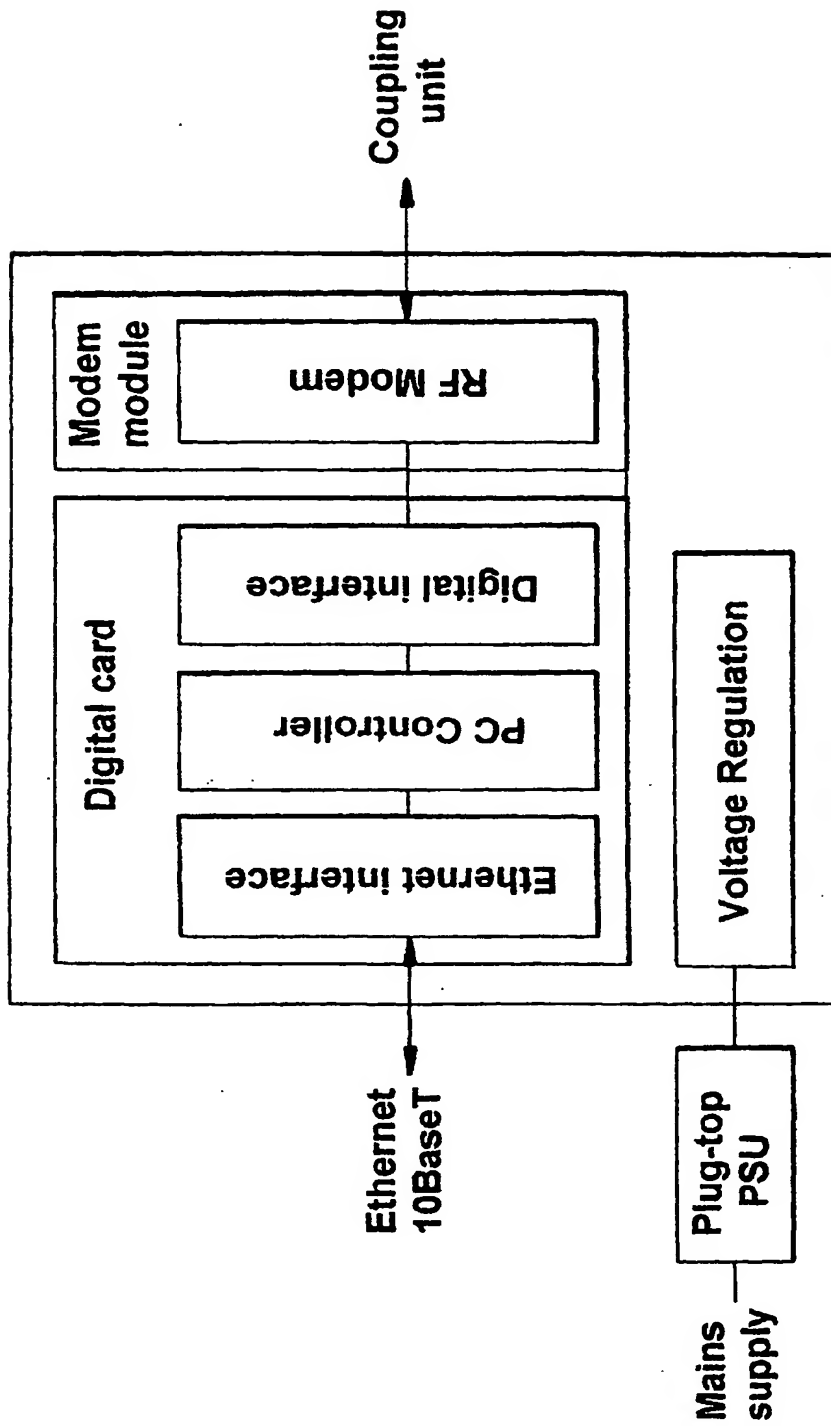 Digital card
Modem
module
Ethernet interface
PC Controller
Digital interface
RF Modem
Ethernet
10BaseT
Coupling
unit
Mains
supply
Plug-top
PSU
Voltage Regulation